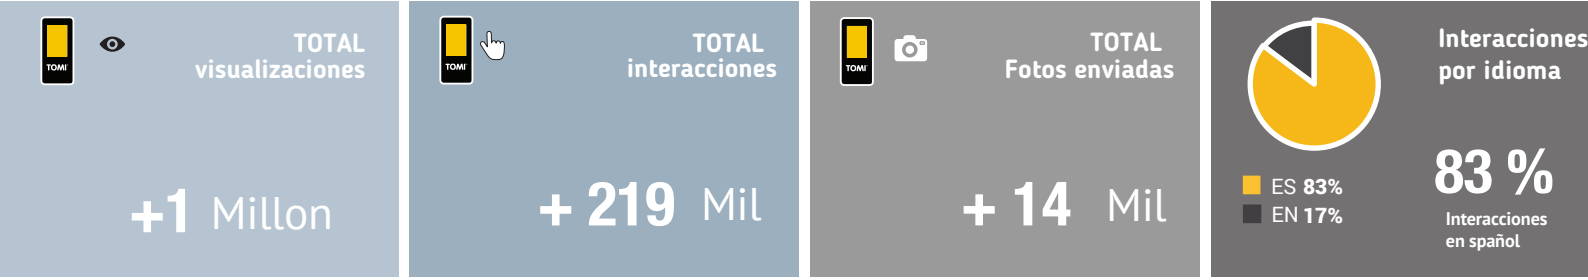 TOMI
TOTAL
visualizaciones
+1 Millon
TOMI
TOTAL
interacciones
+ 219 Mil
TOMI
TOTAL
Fotos enviadas
+ 14 Mil
Interacciones
por idioma
ES 83%
EN 17%
83 %
Interacciones
en spañol